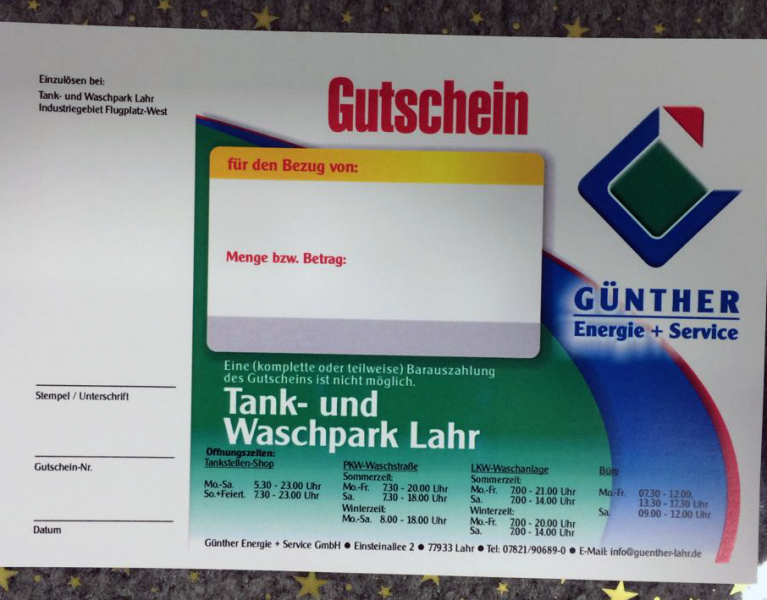 Einzulösen bei:
Tank- und Waschpark Lahr
Industriegebiet Flugplatz-West
Gutschein
für den Bezug von:
Menge bzw. Betrag:
GÜNTHER
Energie + Service
Eine (komplette oder teilweise) Barauszahlung
des Gutscheins ist nicht möglich.
Tank- und
Waschpark Lahr
Stempel / Unterschrift
Gutschein-Nr.
Datum
Öffnungszeiten:
Tankstellen-Shop
Mo.-Sa. 5.30 - 23.00 Uhr
So.+Feiert. 7.30 - 23.00 Uhr
PKW-Waschstraße
Sommerzeit:
Mo.-Fr. 7.30 - 20.00 Uhr
Sa. 7.30 - 18.00 Uhr
Winterzeit:
Mo.-Sa. 8.00 - 18.00 Uhr
LKW-Waschanlage
Sommerzeit:
Mo.-Fr. 7.00 - 21.00 Uhr
Sa. 7.00 - 14.00 Uhr
Winterzeit:
Mo.-Fr. 7.00 - 20.00 Uhr
Sa. 7.00 - 14.00 Uhr
Büro
Mo.-Fr. 07.30 - 12.00,
13.30 - 17.30 Uhr
Sa. 09.00 - 12.00 Uhr
Günther Energie + Service GmbH ● Einsteinallee 2 ● 77933 Lahr ● Tel: 07821/90689-0 ● E-Mail: info@guenther-lahr.de